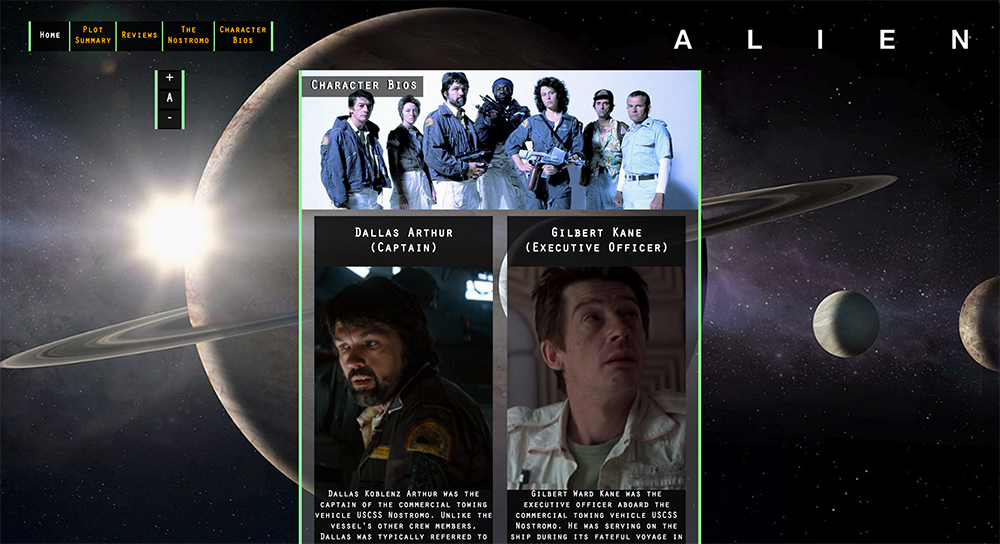 Home
Plot
Summary
Reviews
The
Nostromo
Character
Bios
A L I E N
+
A
-
Character Bios
Dallas Arthur
(Captain)
Gilbert Kane
(Executive Officer)
Dallas Koblenz Arthur was the
captain of the commercial towing
vehicle USCSS Nostromo. Unlike the
vessel's other crew members,
Dallas was typically referred to
Gilbert Ward Kane was the
executive officer aboard the
commercial towing vehicle USCSS
Nostromo. He was serving on the
ship during its fateful voyage in